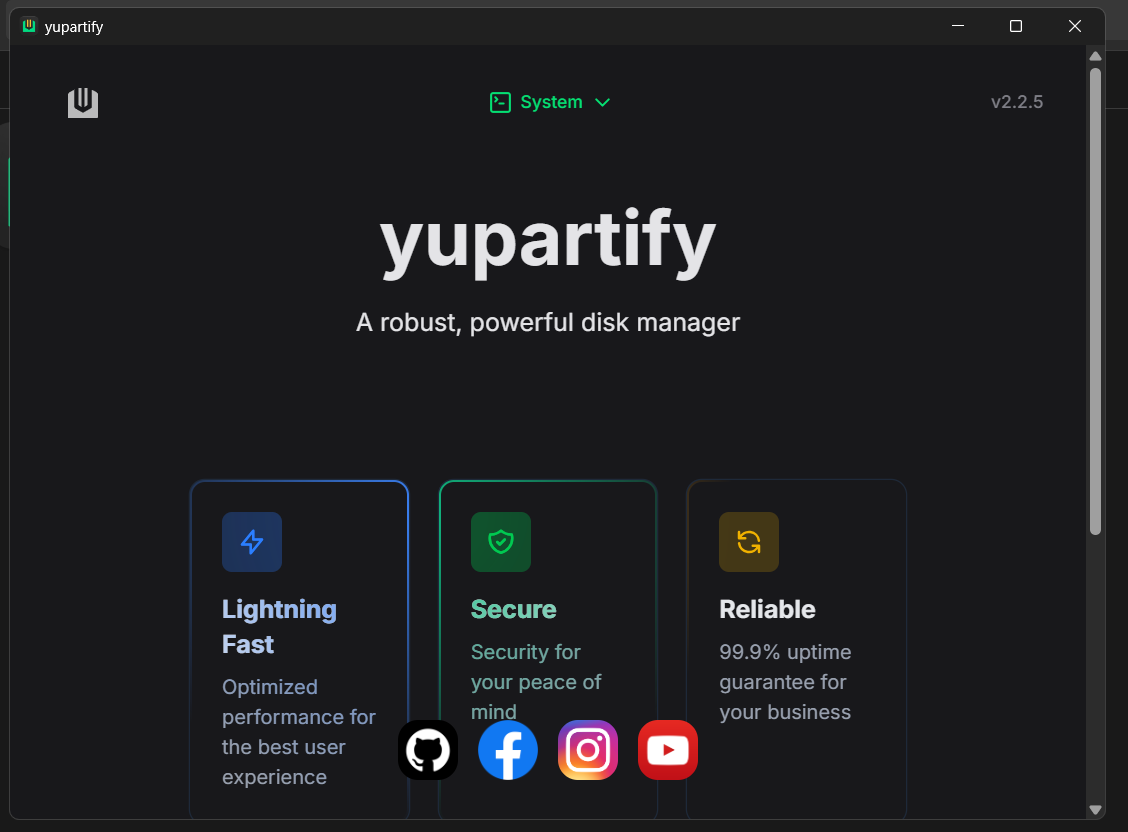 yupartify
System
v2.2.5
yupartify
A robust, powerful disk manager
Lightning
Fast
Optimized
performance for
the best user
experience
Secure
Security for
your peace of
mind
Reliable
99.9% uptime
guarantee for
your business